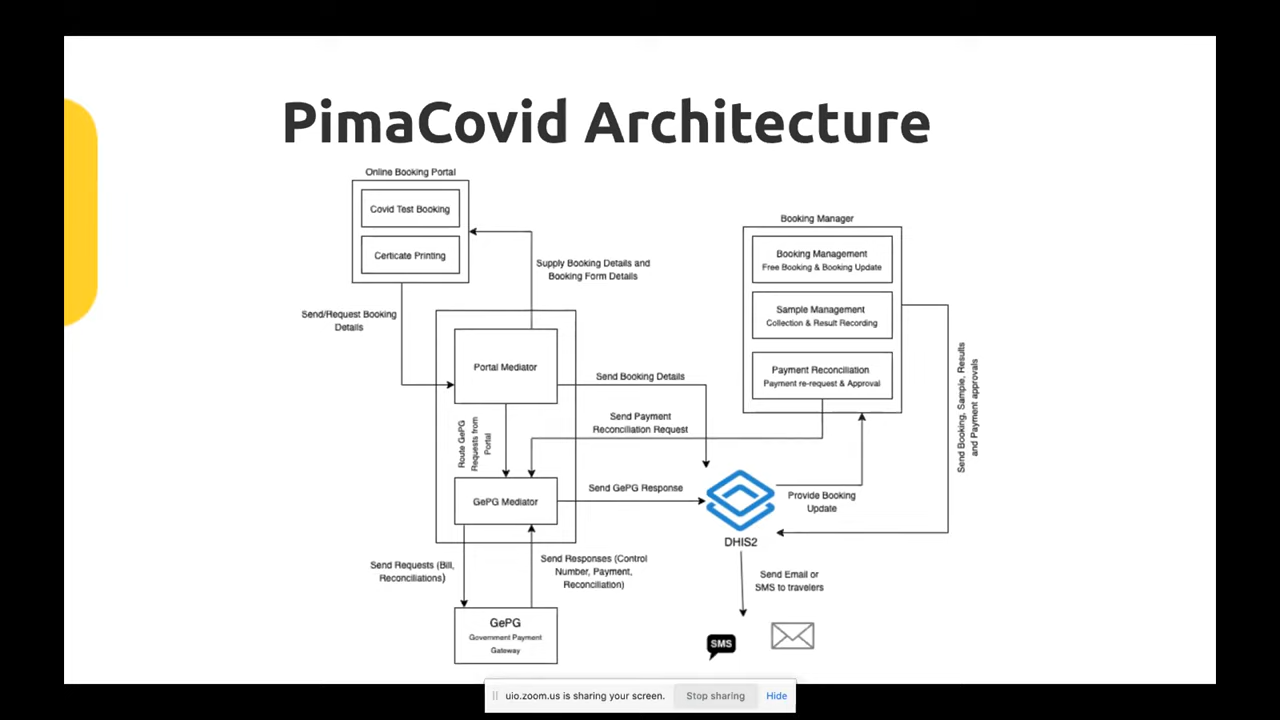 PimaCovid Architecture
Online Booking Portal
Covid Test Booking
Certicate Printing
Supply Booking Details and
Booking Form Details
Send/Request Booking
Details
Booking Manager
Booking Management
Free Booking & Booking Update
Sample Management
Collection & Result Recording
Payment Reconciliation
Payment re-request & Approval
Send Booking, Sample, Results
and Payment approvals
Portal Mediator
Send Booking Details
Send Payment
Reconciliation Request
Route GePG
Requests from
Portal
GePG Mediator
Send GePG Response
Provide Booking
Update
DHIS2
Send Requests (Bill,
Reconciliations)
Send Responses (Control
Number, Payment,
Reconciliation)
Send Email or
SMS to travelers
GePG
Government Payment
Gateway
SMS
uio.zoom.us is sharing your screen.
Stop sharing
Hide